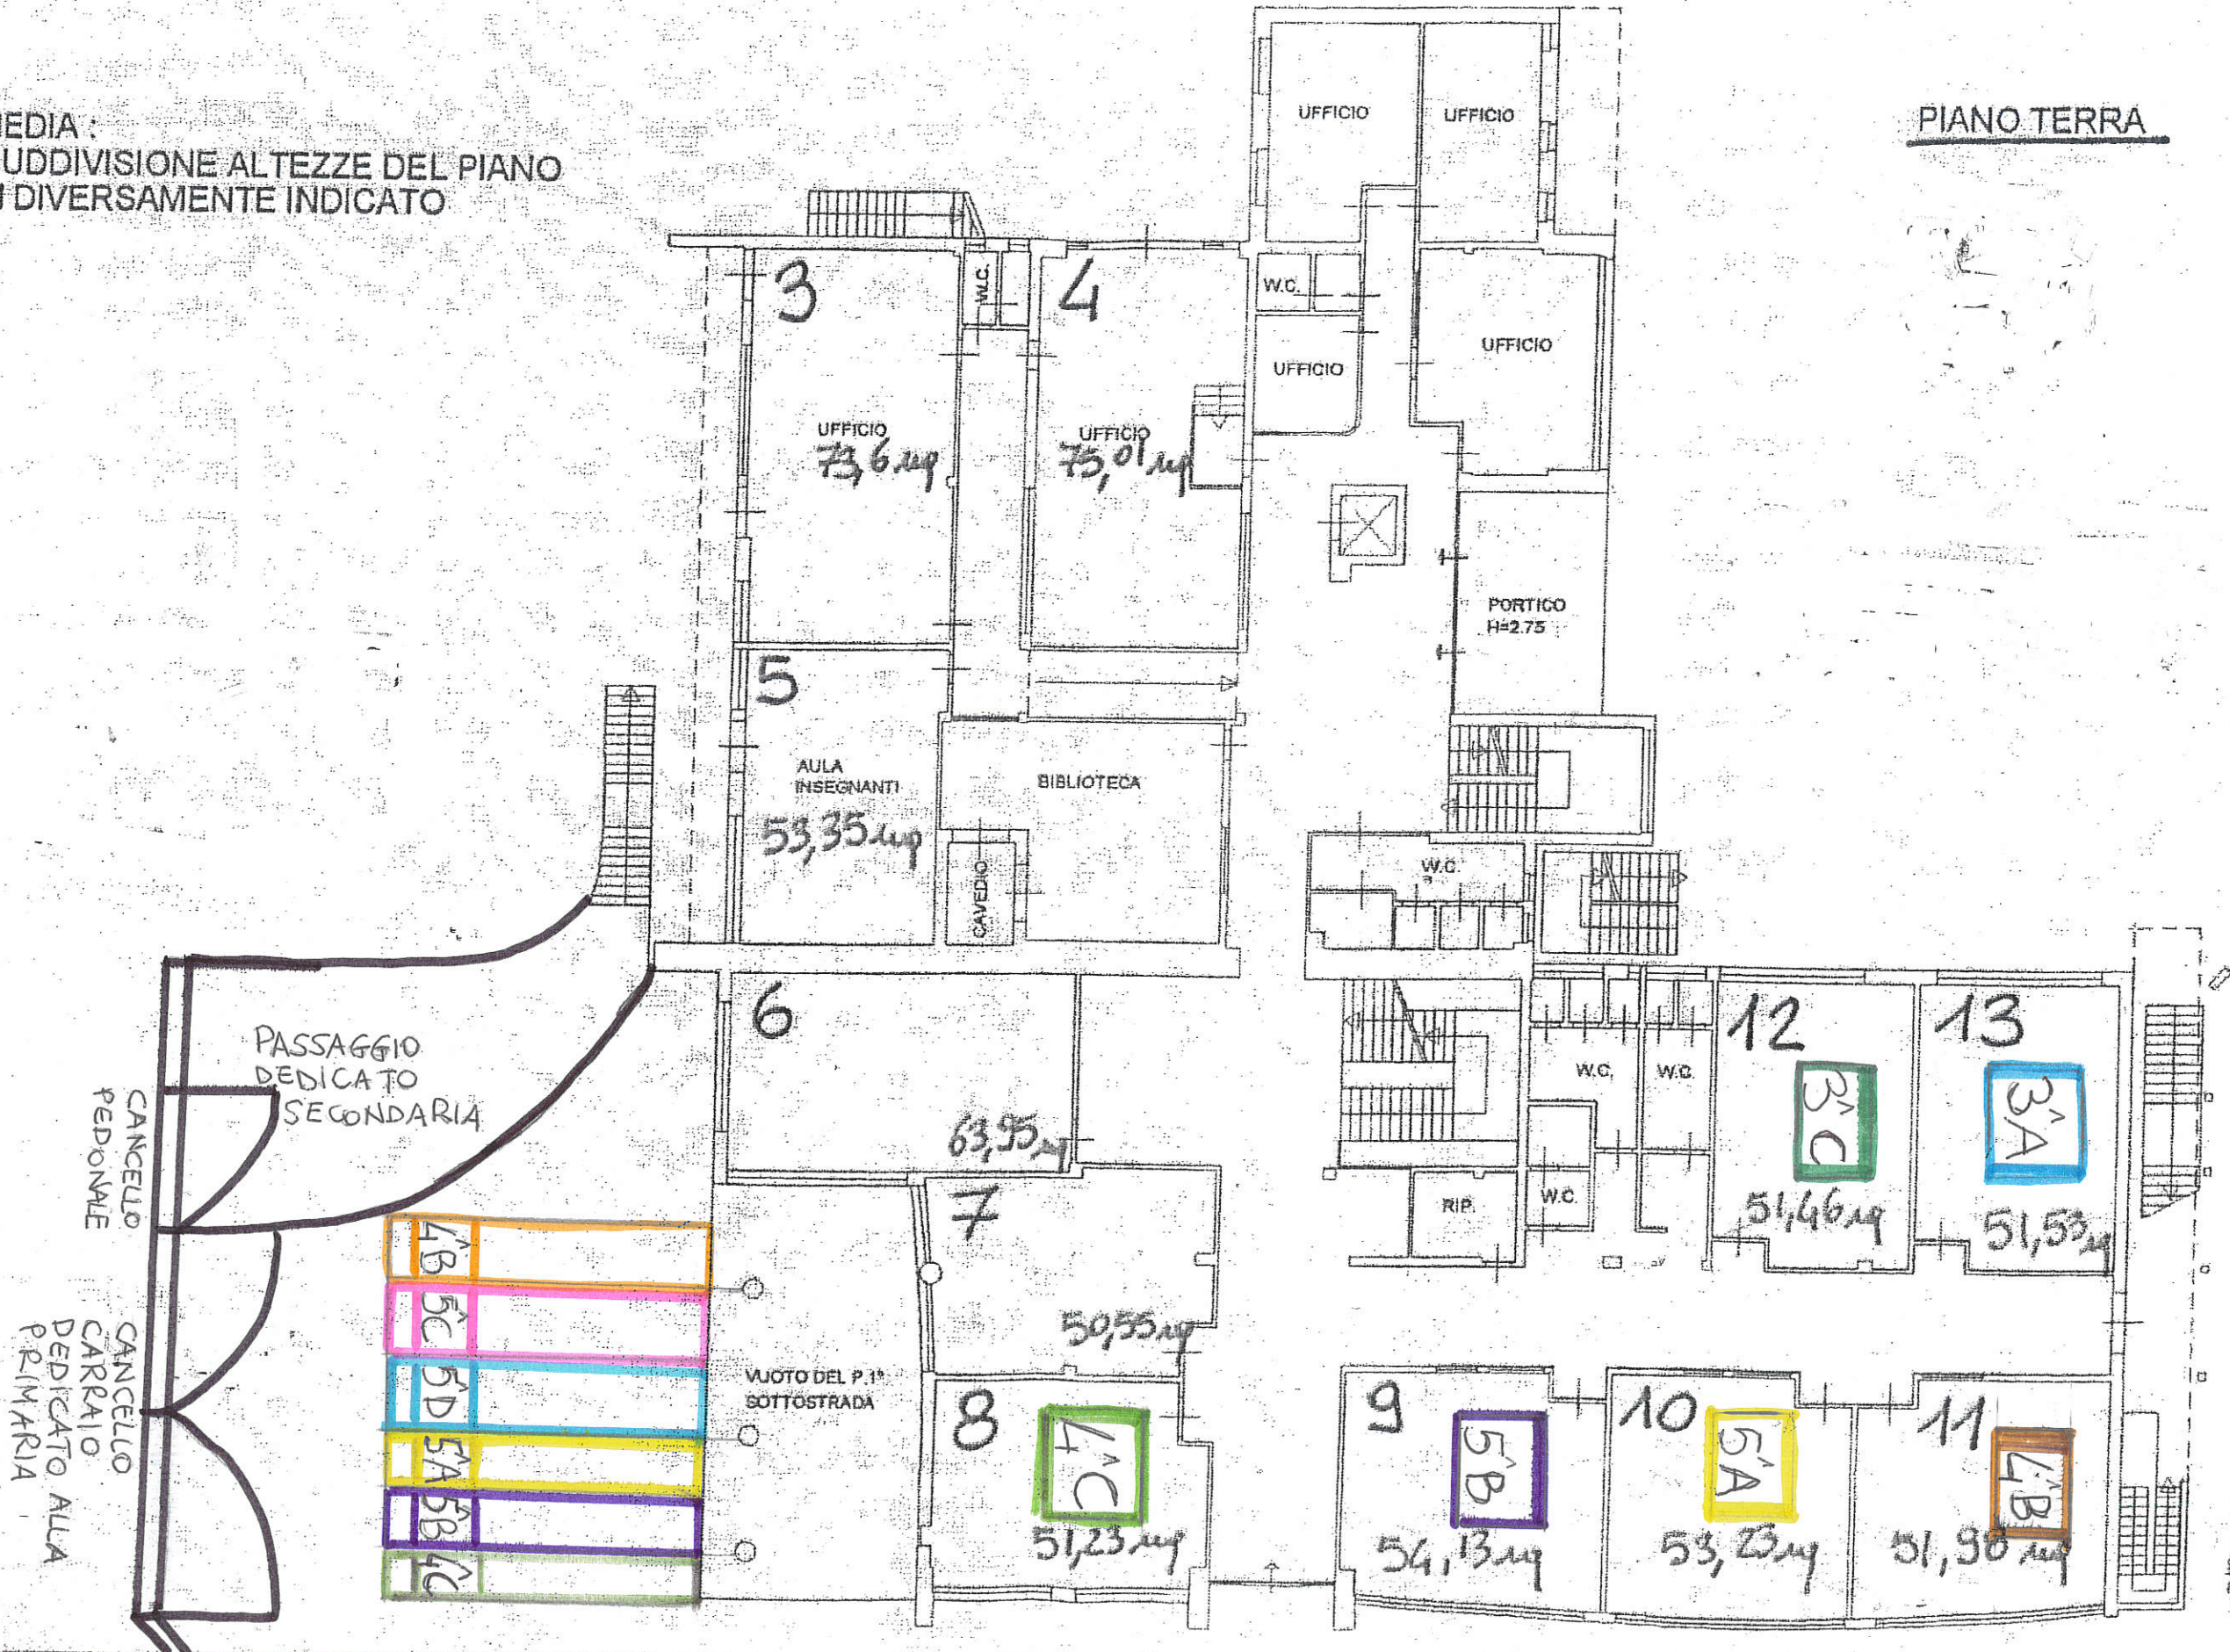 EDIA :
UDDIVISIONE ALTEZZE DEL PIANO
DIVERSAMENTE INDICATO
PIANO TERRA
UFFICIO
UFFICIO
3
W.C.
4
W.C.
UFFICIO
UFFICIO
UFFICIO
73,6 mq
UFFICIO
75,01 mq
PORTICO
H=2.75
5
AULA
INSEGNANTI
53,35 mq
BIBLIOTECA
CAVEDIO
W.C.
6
63,95 mq
12
3^C
51,46 mq
13
3^A
51,53 mq
W.C.
W.C.
W.C.
RIP.
PASSAGGIO
DEDICATO
SECONDARIA
CANCELLO
PEDONALE
CANCELLO
CARRAIO
DEDICATO ALLA
PRIMARIA
4^B
5^C
5^D
5^A
5^B
4^C
7
50,55 mq
VUOTO DEL P.1°
SOTTOSTRADA
8
4^C
51,23 mq
9
5^B
54,13 mq
10
5^A
53,23 mq
11
4^B
51,98 mq